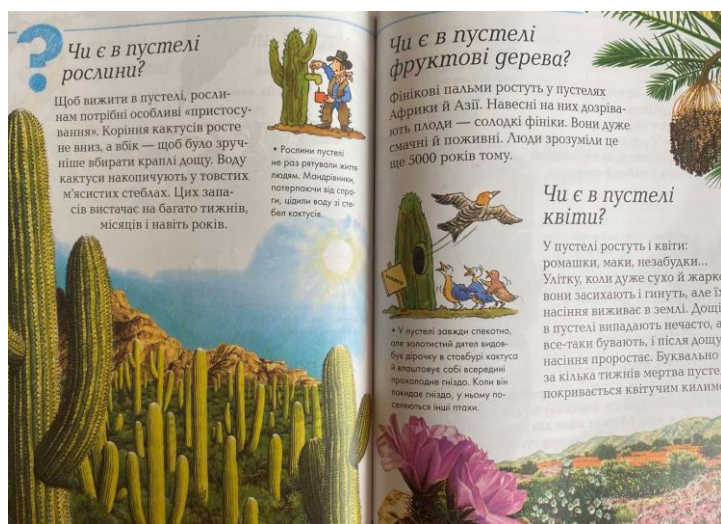 Чи є в пустелі
рослини?
Щоб вижити в пустелі, росли-
нам потрібні особливі «пристосу-
вання». Коріння кактусів росте
не вниз, а вбік — щоб було зруч-
ніше вбирати краплі дощу. Воду
кактуси накопичують у товстих
м'ясистих стеблах. Цих запа-
сів вистачає на багато тижнів,
місяців і навіть років.
• Рослини пустелі
не раз рятували життя
людям. Мандрівники,
потерпаючи від спра-
ги, цідили воду зі сте-
бел кактусів.
Чи є в пустелі
фруктові дерева?
Фінікові пальми ростуть у пустелях
Африки й Азії. Навесні на них дозріва-
ють плоди — солодкі фініки. Вони дуже
смачні й поживні. Люди зрозуміли це
ще 5000 років тому.
• У пустелі завжди спекотно,
але золотистий дятел видов-
бує дірочку в стовбурі кактуса
й влаштовує собі всередині
прохолодне гніздо. Коли він
покидає гніздо, у ньому по-
селяються інші птахи.
Чи є в пустелі
квіти?
У пустелі ростуть і квіти:
ромашки, маки, незабудки...
Улітку, коли дуже сухо й жарко
вони засихають і гинуть, але їх
насіння виживає в землі. Дощі
в пустелі випадають нечасто, а
все-таки бувають, і після дощу
насіння проростає. Буквально
за кілька тижнів мертва пустел
покривається квітучим килимо